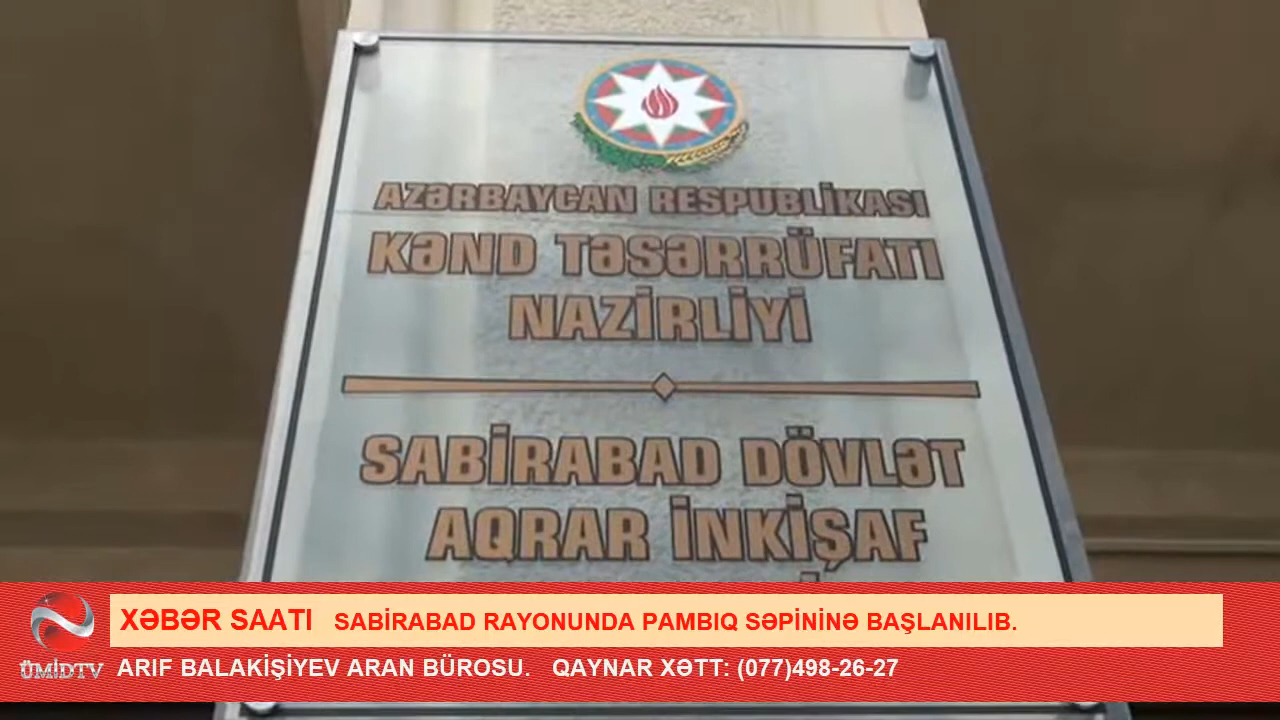 AZƏRBAYCAN RESPUBLİKASI
KƏND TƏSƏRRÜFATI
NAZİRLİYİ
SABİRABAD DÖVLƏT
AQRAR İNKİŞAF
XƏBƏR SAATI SABİRABAD RAYONUNDA PAMBIQ SƏPİNİNƏ BAŞLANILIB.
ÜMİDTV ARIF BALAKİŞİYEV ARAN BÜROSU. QAYNAR XƏTT: (077)498-26-27